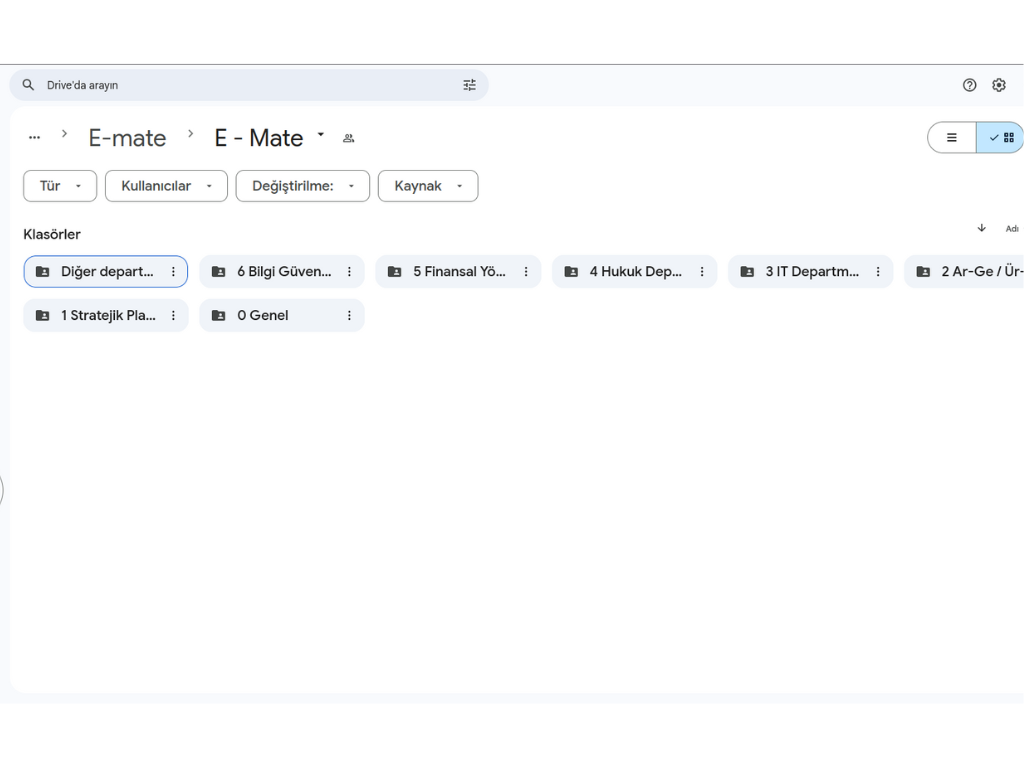 Drive'da arayın
E-mate E - Mate
Tür Kullanıcılar Değiştirilme: Kaynak
Klasörler Adı
Diğer depart... 6 Bilgi Güven... 5 Finansal Yö... 4 Hukuk Dep... 3 IT Departm... 2 Ar-Ge / Ür-
1 Stratejik Pla... 0 Genel